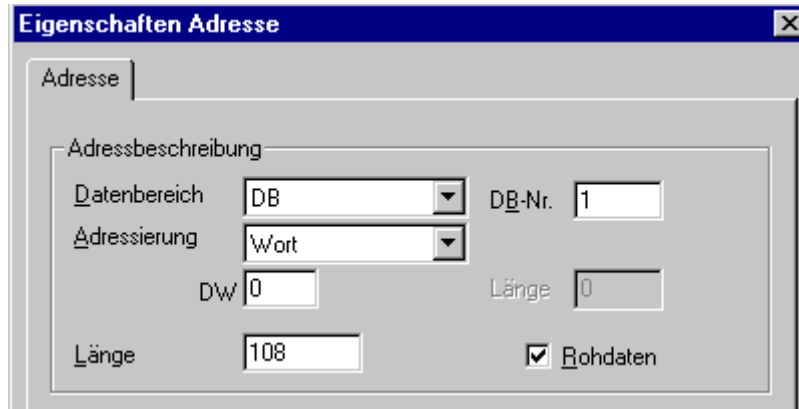 Eigenschaften Adresse
Adresse
Adressbeschreibung
Datenbereich DB DB-Nr. 1
Adressierung Wort
DW 0 Länge 0
Länge 108 Rohdaten